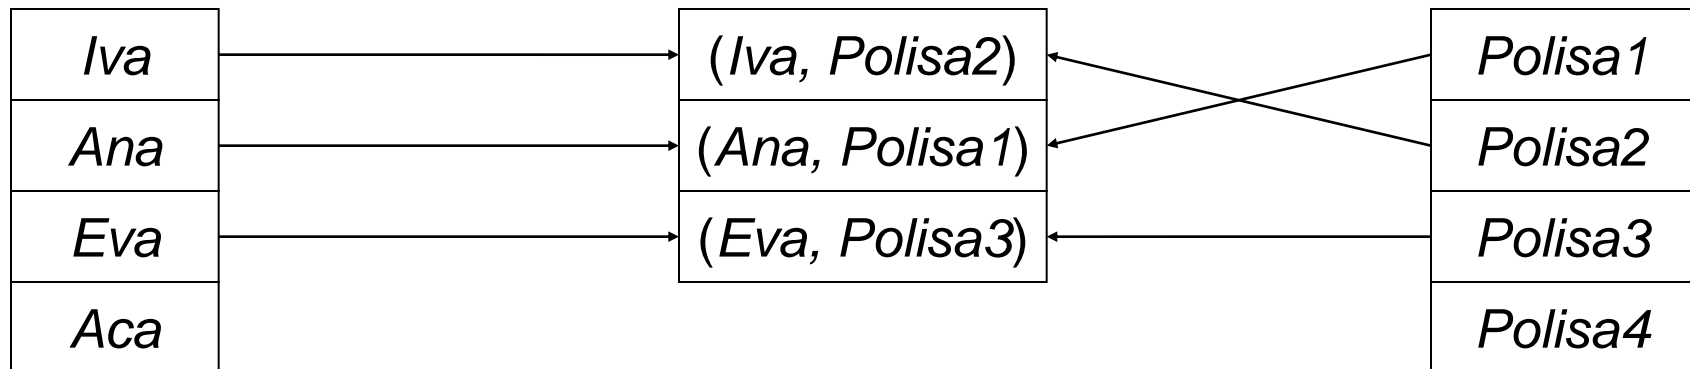 Iva (Iva, Polisa2) Polisa1
Ana (Ana, Polisa1) Polisa2
Eva (Eva, Polisa3) Polisa3
Aca Polisa4